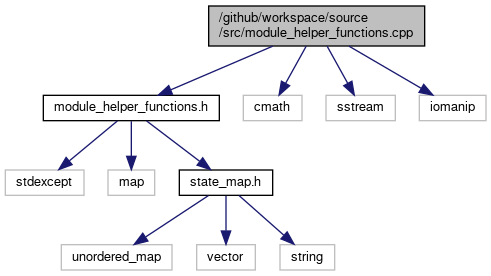 /github/workspace/source
/src/module_helper_functions.cpp
module_helper_functions.h
cmath
sstream
iomanip
stdexcept
map
state_map.h
unordered_map
vector
string